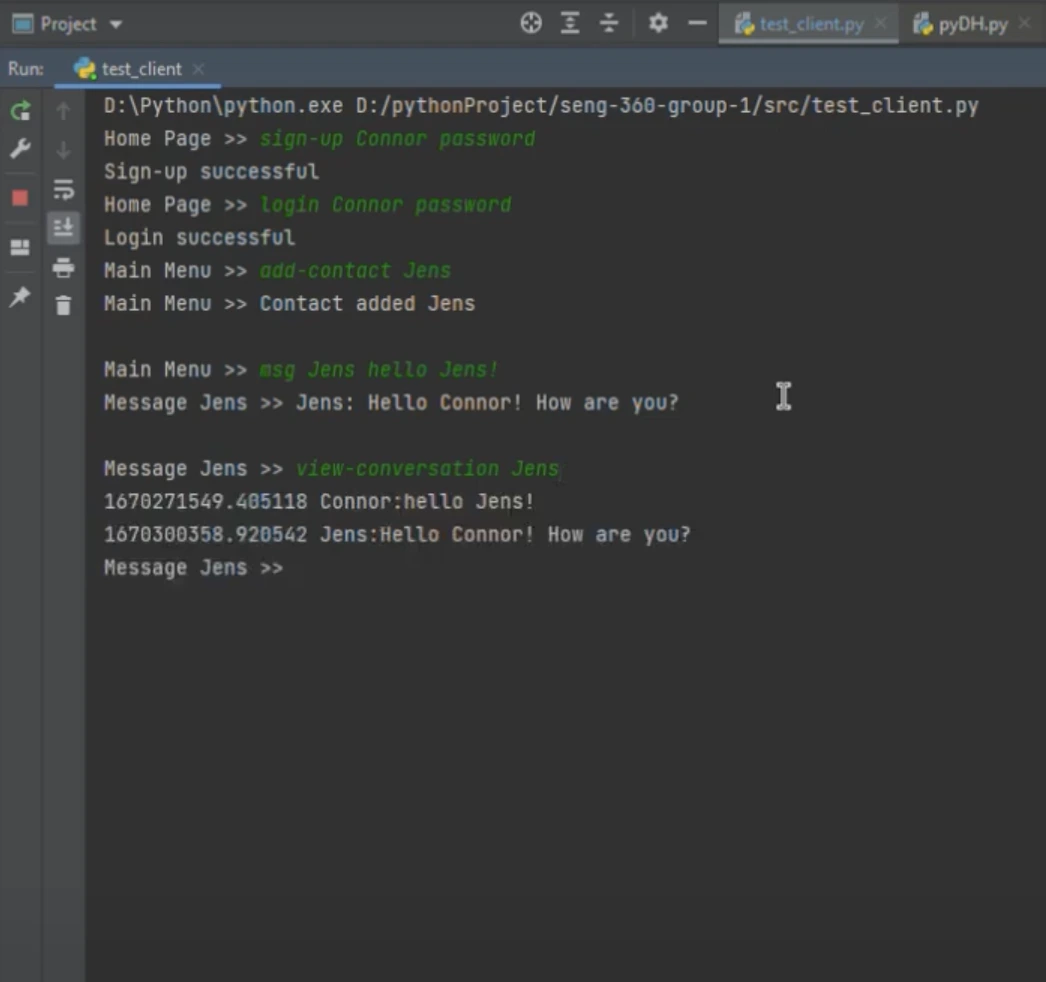 Project
test_client.py
pyDH.py
Run:
test_client
D:\Python\python.exe D:/pythonProject/seng-360-group-1/src/test_client.py
Home Page >> sign-up Connor password
Sign-up successful
Home Page >> login Connor password
Login successful
Main Menu >> add-contact Jens
Main Menu >> Contact added Jens
Main Menu >> msg Jens hello Jens!
Message Jens >> Jens: Hello Connor! How are you?
Message Jens >> view-conversation Jens
1670271549.405118 Connor:hello Jens!
1670300358.920542 Jens:Hello Connor! How are you?
Message Jens >>